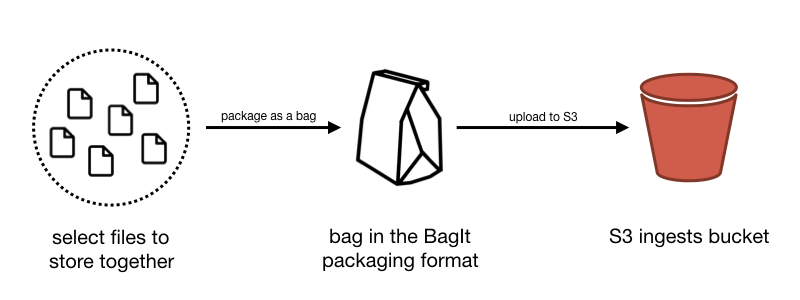 package as a bag
upload to S3
select files to
store together
bag in the BagIt
packaging format
S3 ingests bucket